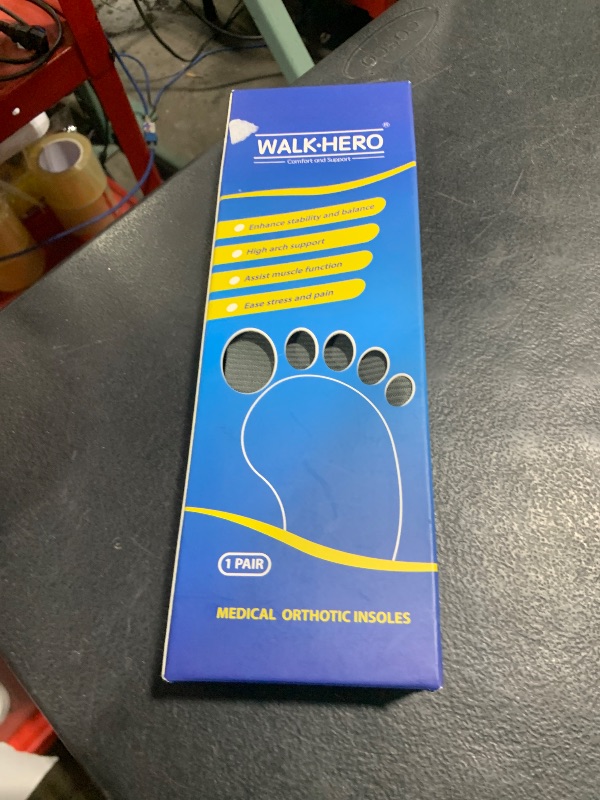 WALK·HERO®
Comfort and Support
Enhance stability and balance
High arch support
Assist muscle function
Ease stress and pain
1 PAIR
MEDICAL ORTHOTIC INSOLES